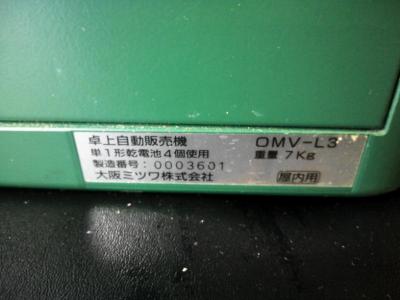 卓上自動販売機 OMV-L3
単1形乾電池4個使用 重量 7Kg
製造番号: 0003601
大阪ミツワ株式会社 屋内用